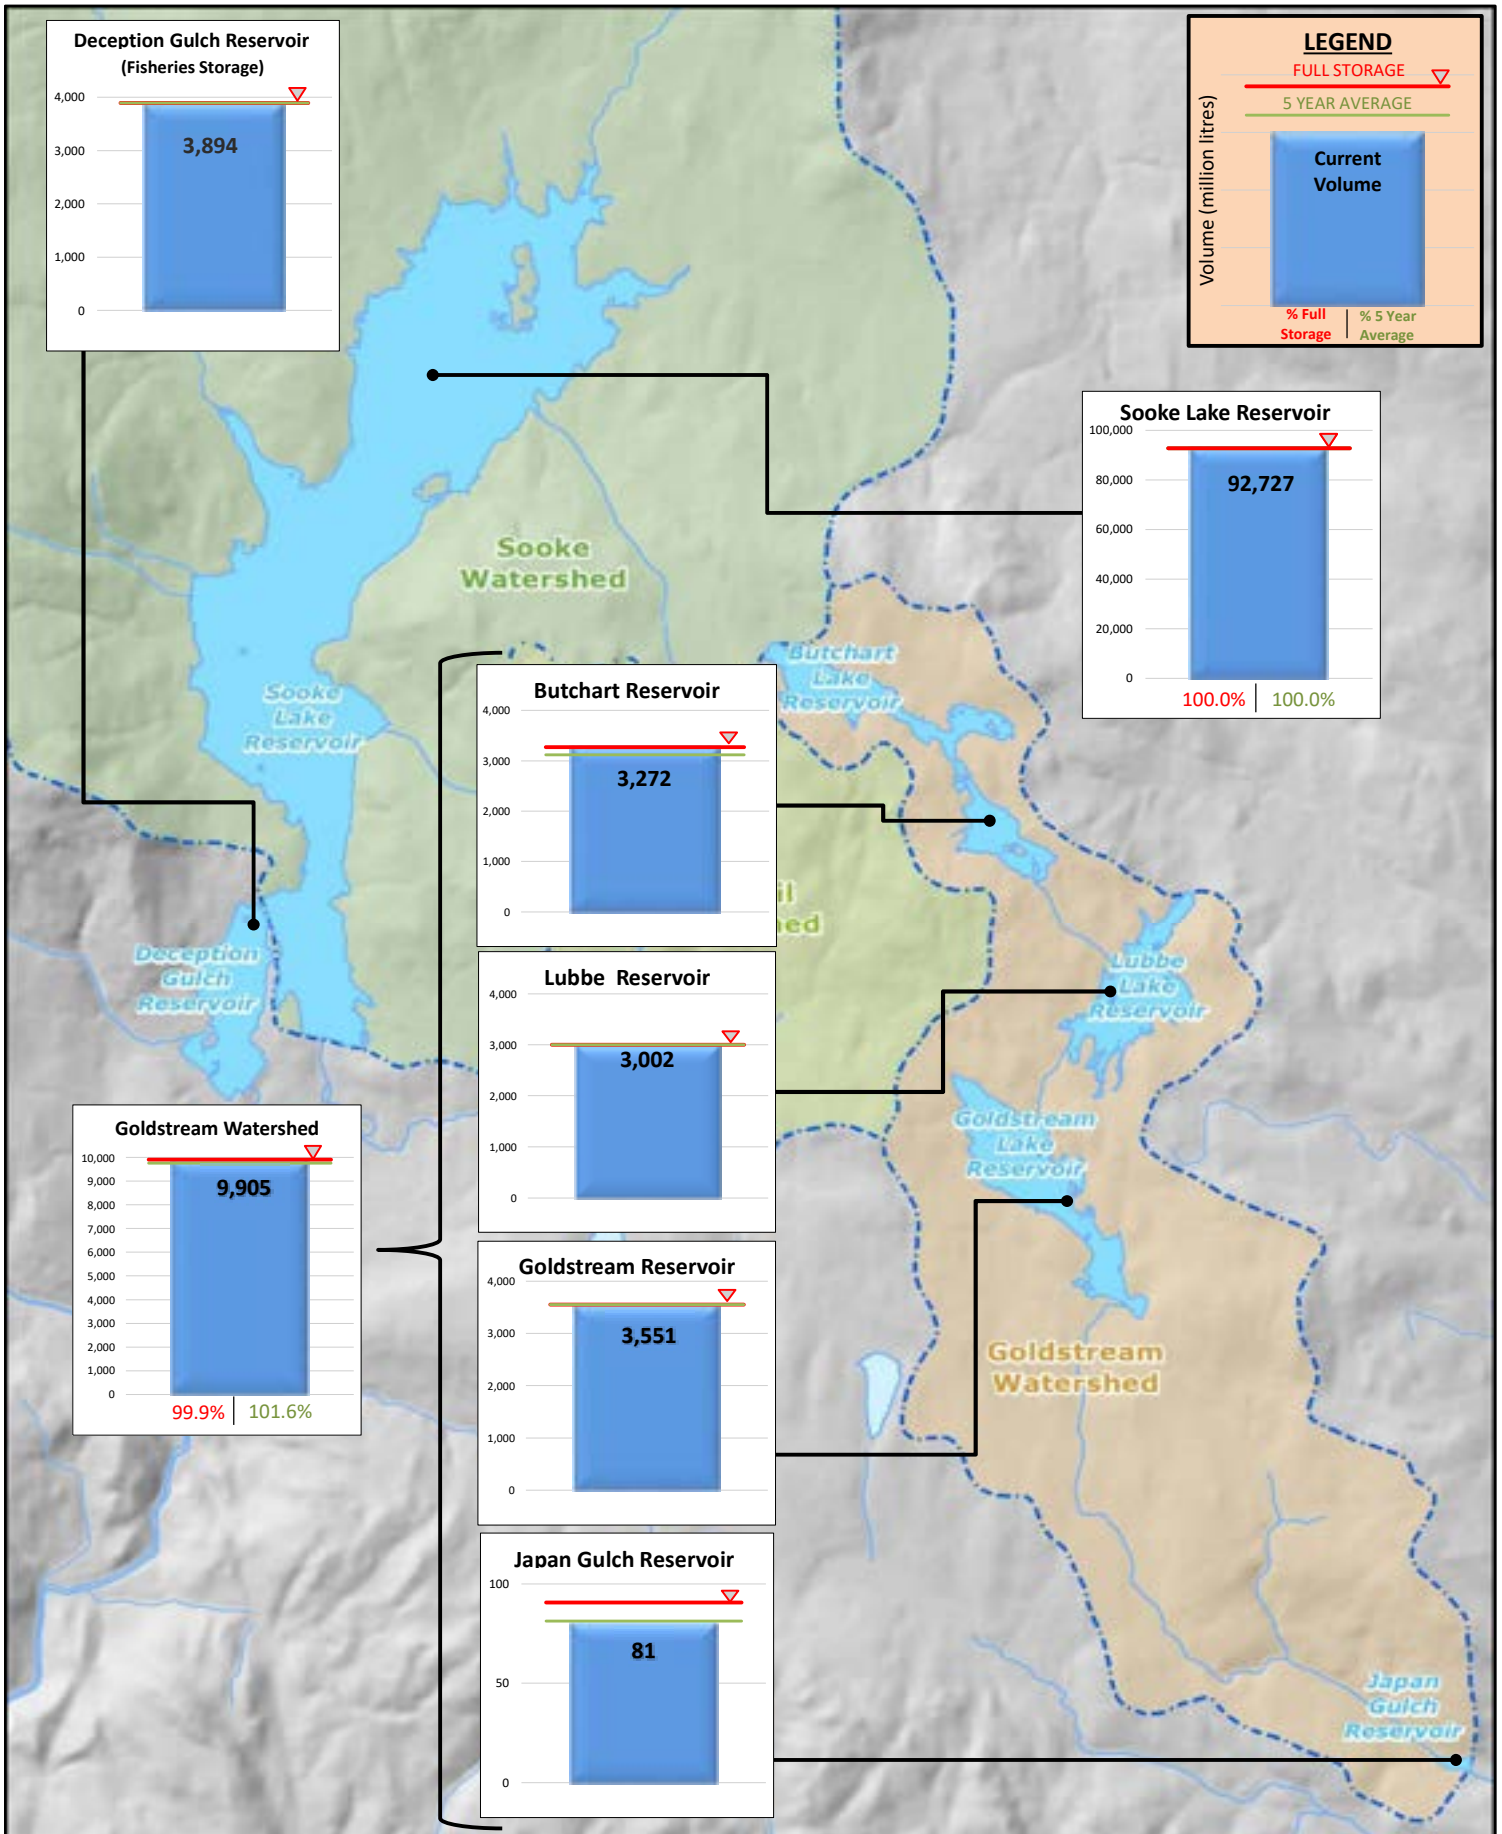 Deception Gulch Reservoir
(Fisheries Storage)
4,000
3,000
2,000
1,000
0
3,894
LEGEND
FULL STORAGE
5 YEAR AVERAGE
Volume (million litres)
Current
Volume
% Full
Storage
% 5 Year
Average
Sooke Lake Reservoir
100,000
80,000
60,000
40,000
20,000
0
92,727
100.0%
100.0%
Sooke
Watershed
Sooke
Lake
Reservoir
Butchart
Lake
Reservoir
Butchart Reservoir
4,000
3,000
2,000
1,000
0
3,272
il
ed
Deception
Gulch
Reservoir
Lubbe Reservoir
4,000
3,000
2,000
1,000
0
3,002
Lubbe
Lake
Reservoir
Goldstream
Lake
Reservoir
Goldstream Watershed
10,000
9,000
8,000
7,000
6,000
5,000
4,000
3,000
2,000
1,000
0
9,905
99.9%
101.6%
Goldstream Reservoir
4,000
3,000
2,000
1,000
0
3,551
Goldstream
Watershed
Japan Gulch Reservoir
100
50
0
81
Japan
Gulch
Reservoir